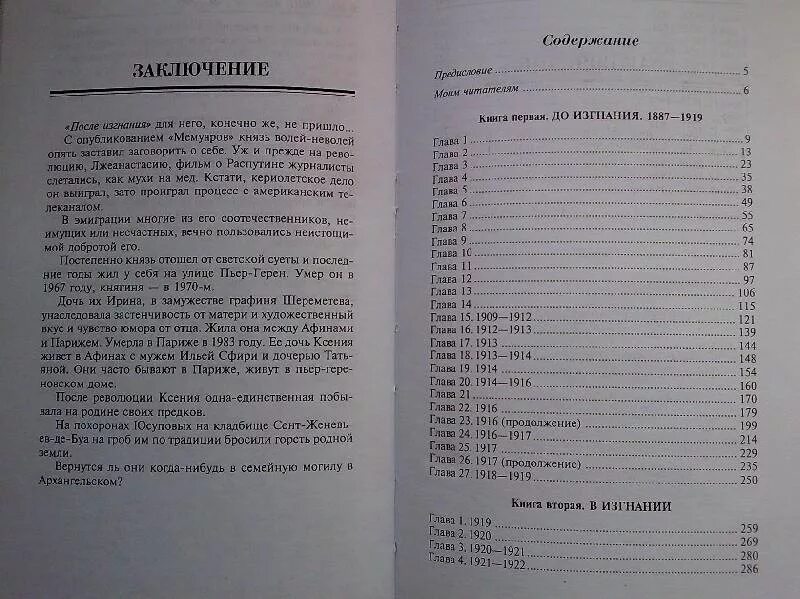 ЗАКЛЮЧЕНИЕ
«После изгнания» для него, конечно же, не пришло...
С опубликованием «Мемуаров» князь волей-неволей
опять заставил заговорить о себе. Уж и прежде на рево-
люцию, Лжеанастасию, фильм о Распутине журналисты
слетались, как мухи на мед. Кстати, кериолетское дело
он выиграл, зато проиграл процесс с американским те-
леканалом.
В эмиграции многие из его соотечественников, не-
имущих или несчастных, вечно пользовались неистощи-
мой добротой его.
Постепенно князь отошел от светской суеты и послед-
ние годы жил у себя на улице Пьер-Герен. Умер он в
1967 году, княгиня — в 1970-м.
Дочь их Ирина, в замужестве графиня Шереметева,
унаследовала застенчивость от матери и художественный
вкус и чувство юмора от отца. Жила она между Афинами
и Парижем. Умерла в Париже в 1983 году. Ее дочь Ксения
живет в Афинах с мужем Ильей Сфири и дочерью Тать-
яной. Они часто бывают в Париже, живут в пьер-ге-
реновском доме.
После революции Ксения одна-единственная побы-
вала на родине своих предков.
На похоронах Юсуповых на кладбище Сент-Женевь-
ев-де-Буа на гроб им по традиции бросили горсть родной
земли.
Вернутся ль они когда-нибудь в семейную могилу в
Архангельском?
Содержание
Предисловие 5
Моим читателям 6
Книга первая. ДО ИЗГНАНИЯ. 1887—1919
Глава 1 9
Глава 2 13
Глава 3 23
Глава 4 35
Глава 5 38
Глава 6 49
Глава 7 55
Глава 8 65
Глава 9 74
Глава 10 81
Глава 11 87
Глава 12 97
Глава 13 106
Глава 14 115
Глава 15. 1909—1912 121
Глава 16. 1912—1913 139
Глава 17. 1913 144
Глава 18. 1913—1914 148
Глава 19. 1914 154
Глава 20. 1914—1916 160
Глава 21 170
Глава 22. 1916 179
Глава 23. 1916 (продолжение) 199
Глава 24. 1916—1917 214
Глава 25. 1917 229
Глава 26. 1917 (продолжение) 235
Глава 27. 1918—1919 250
Книга вторая. В ИЗГНАНИИ
Глава 1. 1919 259
Глава 2. 1920 269
Глава 3. 1920—1921 280
Глава 4. 1921—1922 286